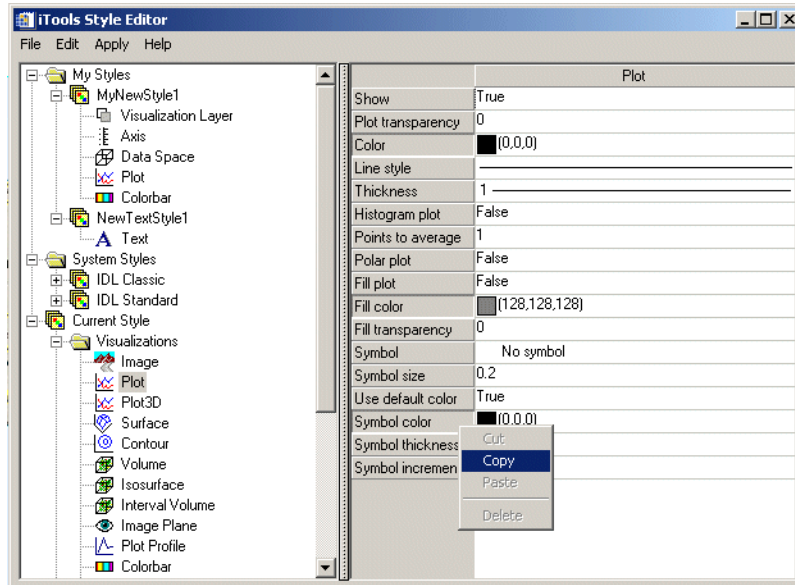 iTools Style Editor
File Edit Apply Help
My Styles
MyNewStyle1
Visualization Layer
Axis
Data Space
Plot
Colorbar
NewTextStyle1
A Text
System Styles
IDL Classic
IDL Standard
Current Style
Visualizations
Image
Plot
Plot3D
Surface
Contour
Volume
Isosurface
Interval Volume
Image Plane
Plot Profile
Colorbar
Plot
Show True
Plot transparency 0
Color (0,0,0)
Line style
Thickness 1
Histogram plot False
Points to average 1
Polar plot False
Fill plot False
Fill color (128,128,128)
Fill transparency 0
Symbol No symbol
Symbol size 0.2
Use default color True
Symbol color (0,0,0)
Symbol thickness
Symbol incremen
Cut
Copy
Paste
Delete